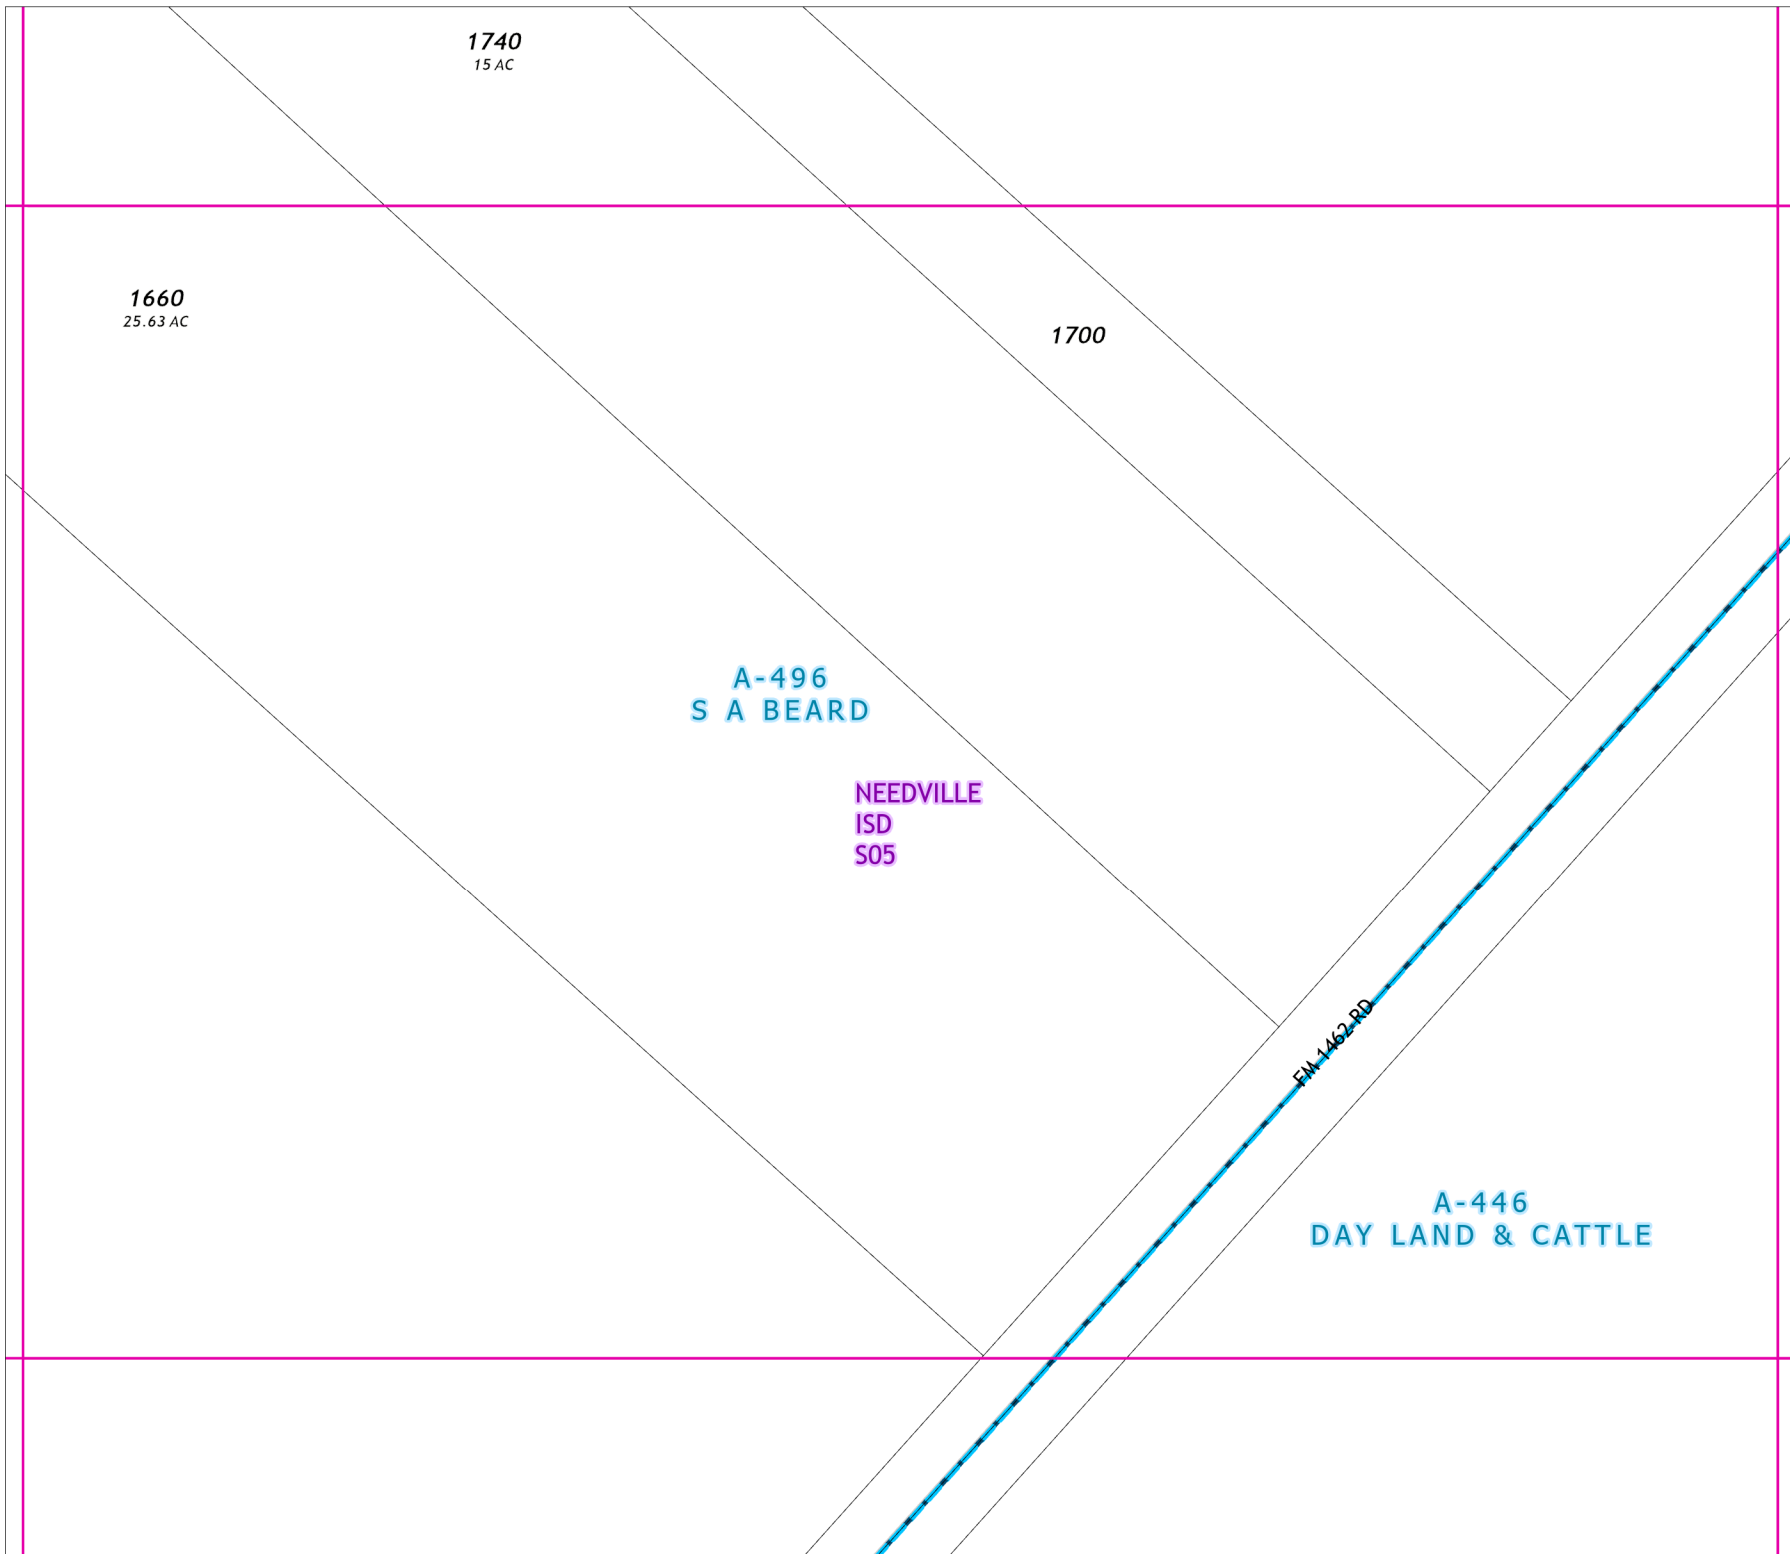 1740
15 AC
1660
25.63 AC
1700
A-496
S A BEARD
NEEDVILLE
ISD
S05
FM 1462 RD
A-446
DAY LAND & CATTLE